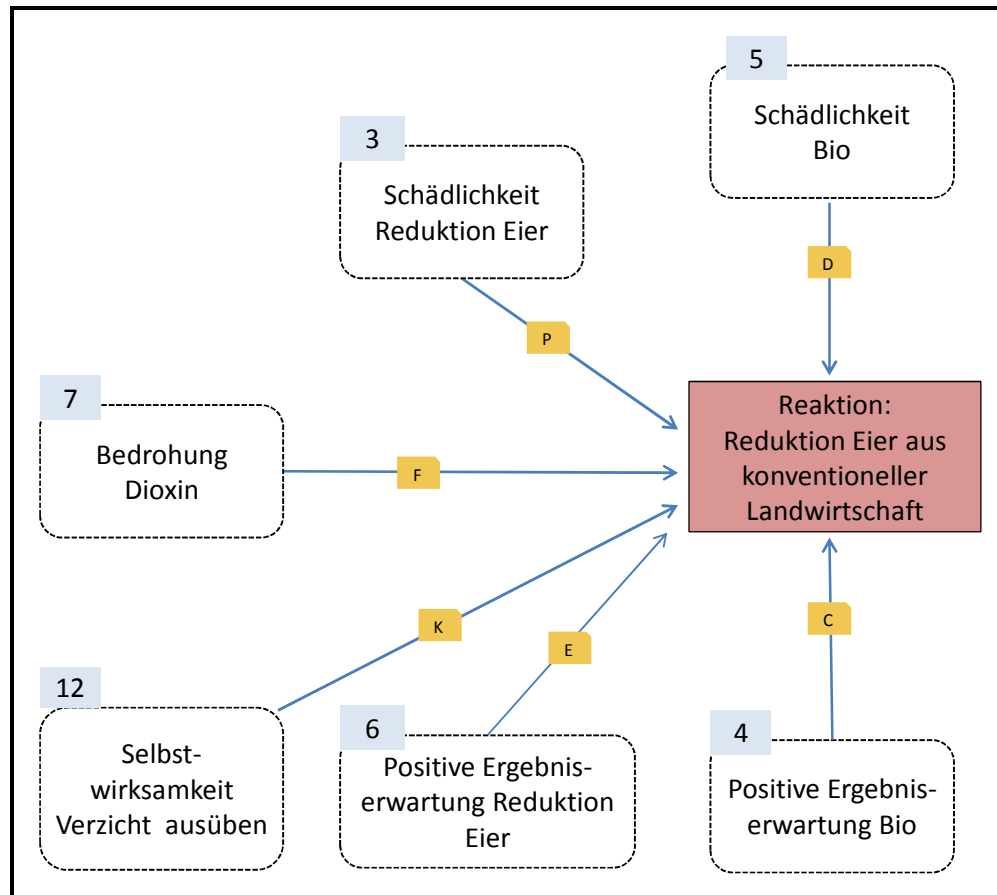 5
Schädlichkeit
Bio
3
Schädlichkeit
Reduktion Eier
D
P
7
Bedrohung
Dioxin
F
Reaktion:
Reduktion Eier aus
konventioneller
Landwirtschaft
K
E
C
12
Selbst-
wirksamkeit
Verzicht ausüben
6
Positive Ergebnis-
erwartung Reduktion
Eier
4
Positive Ergebnis-
erwartung Bio